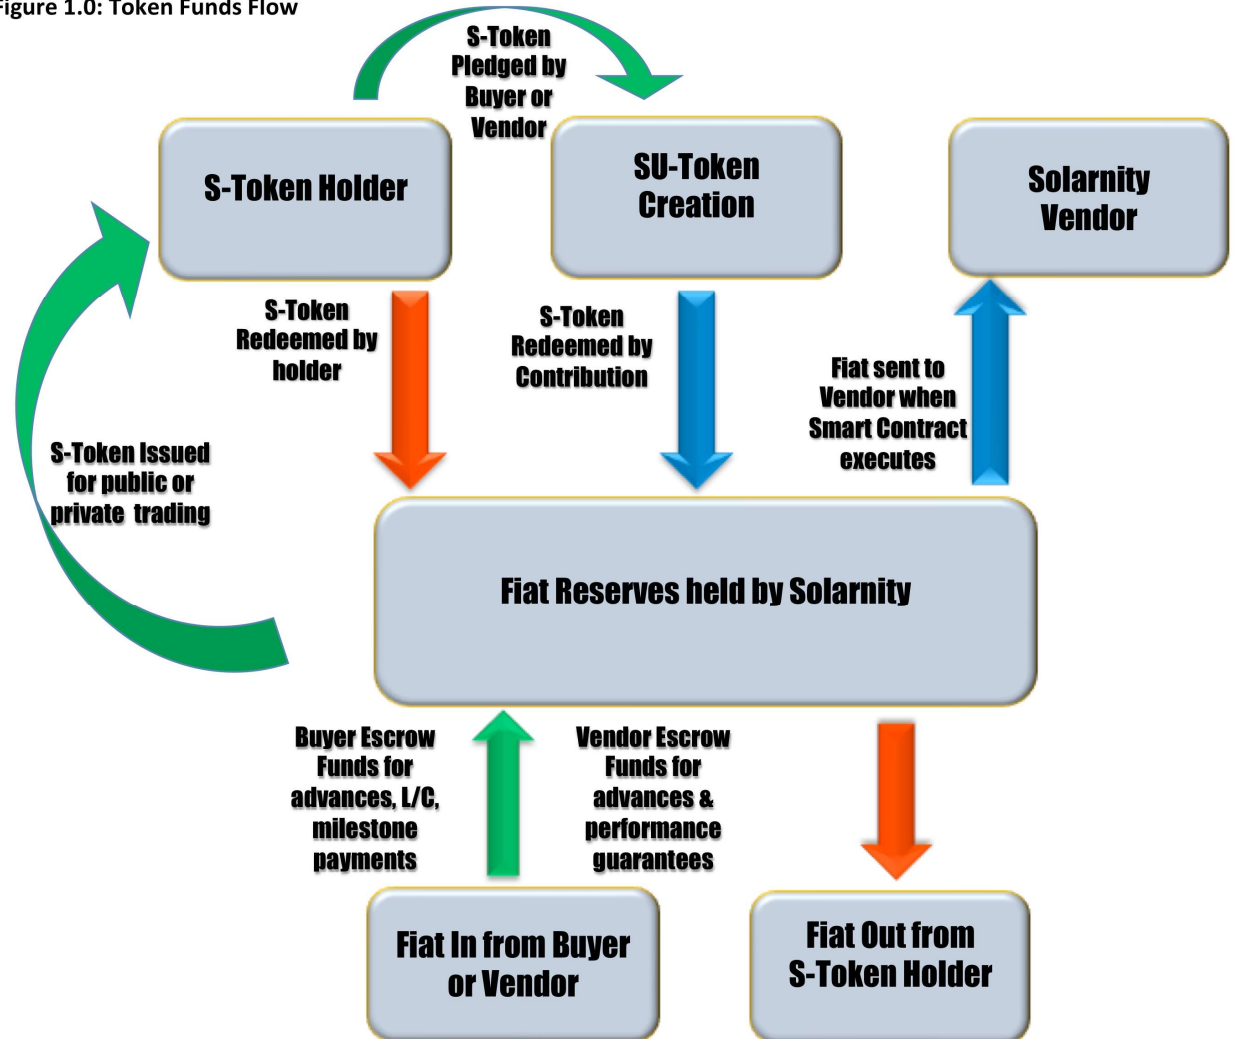 Figure 1.0: Token Funds Flow
S-Token
Pledged by
Buyer or
Vendor
S-Token Holder
SU-Token
Creation
Solarnity
Vendor
S-Token
Redeemed by
holder
S-Token
Redeemed by
Contribution
Fiat sent to
Vendor when
Smart Contract
executes
S-Token Issued
for public or
private trading
Fiat Reserves held by Solarnity
Buyer Escrow
Funds for
advances, L/C,
milestone
payments
Vendor Escrow
Funds for
advances &
performance
guarantees
Fiat In from Buyer
or Vendor
Fiat Out from
S-Token Holder